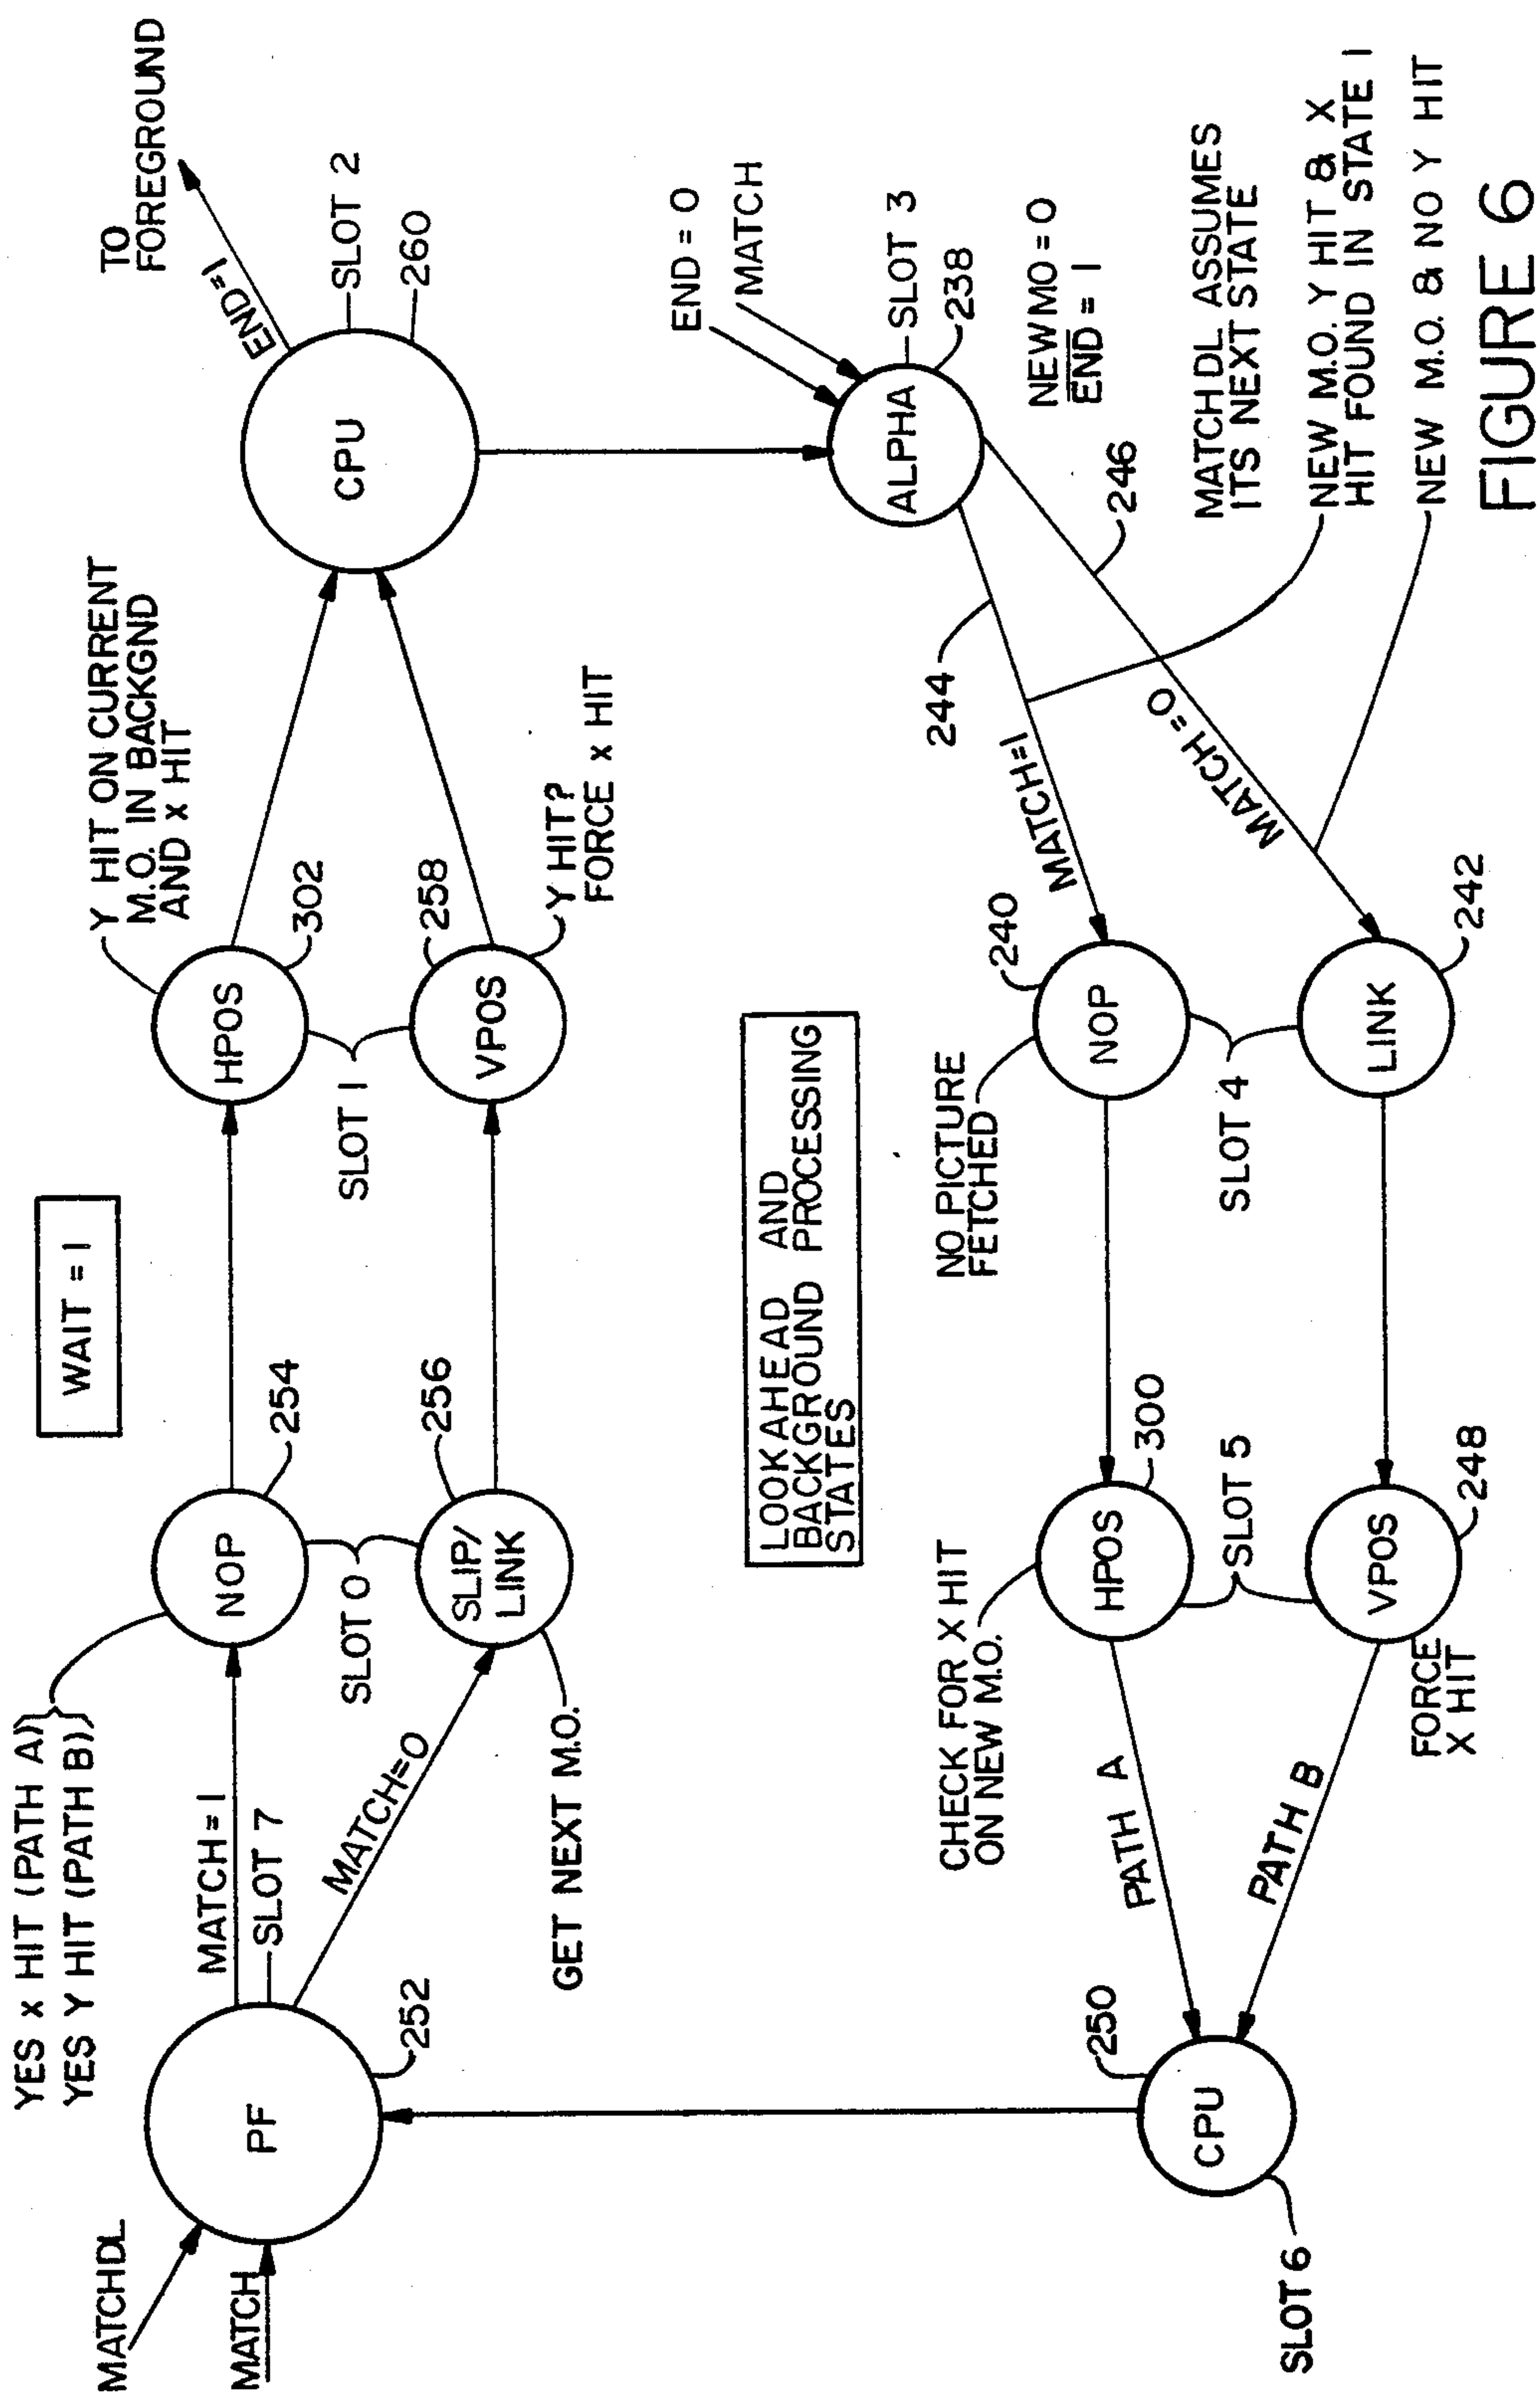 YES X HIT (PATH A)
YES Y HIT (PATH B)
WAIT = 1
Y HIT ON CURRENT
M.O. IN BACKGND
AND X HIT
TO
FOREGROUND
END=1
MATCHDL
MATCH
PF
252
MATCH=1
SLOT 7
MATCH=0
NOP
254
SLOT 0
SLIP/
LINK
256
GET NEXT M.O.
HPOS
302
SLOT 1
VPOS
258
Y HIT?
FORCE X HIT
CPU
SLOT 2
260
LOOKAHEAD AND
BACKGROUND PROCESSING
STATES
END = 0
MATCH
ALPHA
SLOT 3
238
NEWMO = 0
END = 1
244
246
MATCH=1
MATCH=0
MATCHDL ASSUMES
ITS NEXT STATE
NEW M.O. Y HIT & X
HIT FOUND IN STATE 1
NEW M.O. & NO Y HIT
NO PICTURE
FETCHED
NOP
240
SLOT 4
LINK
242
CHECK FOR X HIT
ON NEW M.O.
HPOS
300
SLOT 5
VPOS
248
FORCE
X HIT
PATH A
PATH B
250
CPU
SLOT 6
FIGURE 6